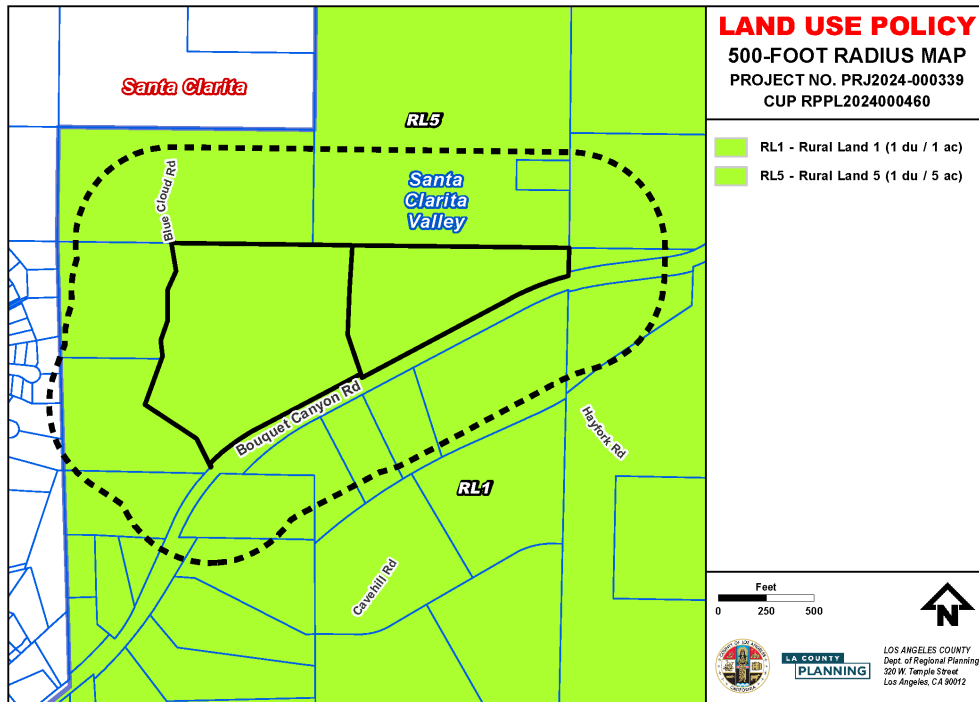 LAND USE POLICY
500-FOOT RADIUS MAP
PROJECT NO. PRJ2024-000339
CUP RPPL2024000460
RL1 - Rural Land 1 (1 du / 1 ac)
RL5 - Rural Land 5 (1 du / 5 ac)
Santa Clarita
RL5
Santa
Clarita
Valley
Blue Cloud Rd
Bouquet Canyon Rd
Hayfork Rd
RL1
Cavehill Rd
Feet
0 250 500
N
LA COUNTY
PLANNING
LOS ANGELES COUNTY
Dept. of Regional Planning
320 W. Temple Street
Los Angeles, CA 90012